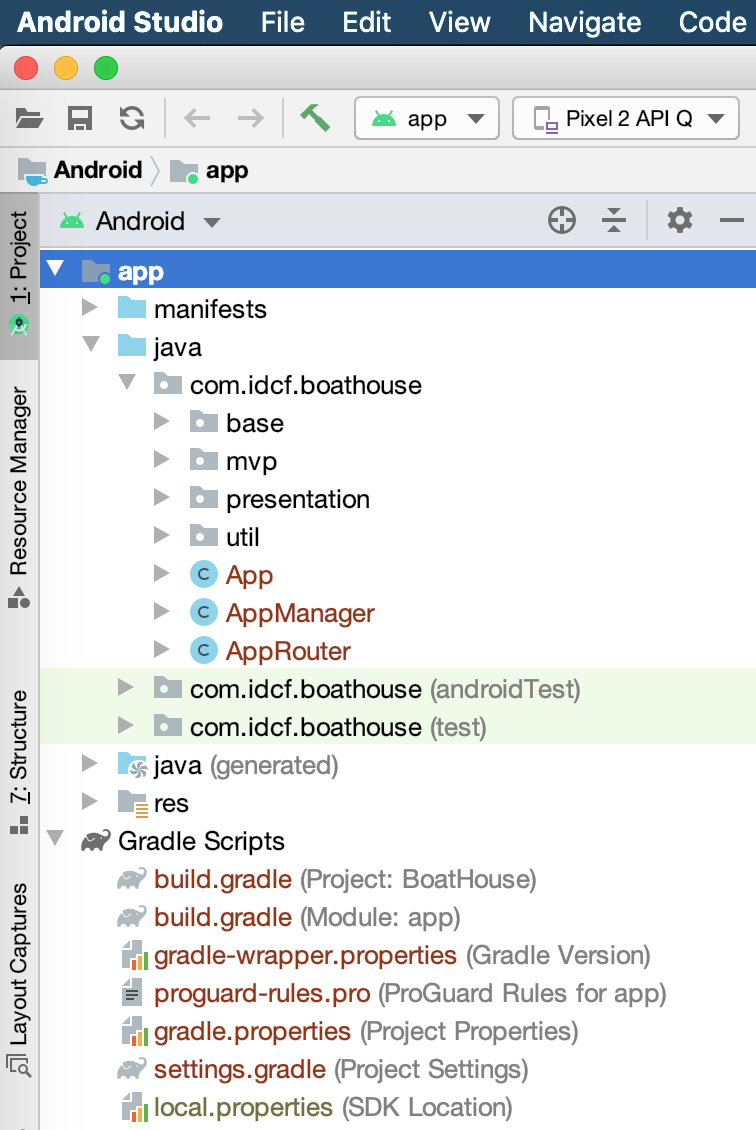 Android Studio File Edit View Navigate Code
app Pixel 2 API Q
Android app
Android
1: Project
Resource Manager
7: Structure
Layout Captures
app
manifests
java
com.idcf.boathouse
base
mvp
presentation
util
C App
C AppManager
C AppRouter
com.idcf.boathouse (androidTest)
com.idcf.boathouse (test)
java (generated)
res
Gradle Scripts
build.gradle (Project: BoatHouse)
build.gradle (Module: app)
gradle-wrapper.properties (Gradle Version)
proguard-rules.pro (ProGuard Rules for app)
gradle.properties (Project Properties)
settings.gradle (Project Settings)
local.properties (SDK Location)